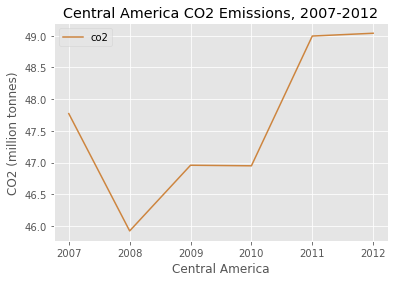 Central America CO2 Emissions, 2007-2012
co2
49.0
48.5
48.0
47.5
47.0
46.5
46.0
CO2 (million tonnes)
2007 2008 2009 2010 2011 2012
Central America